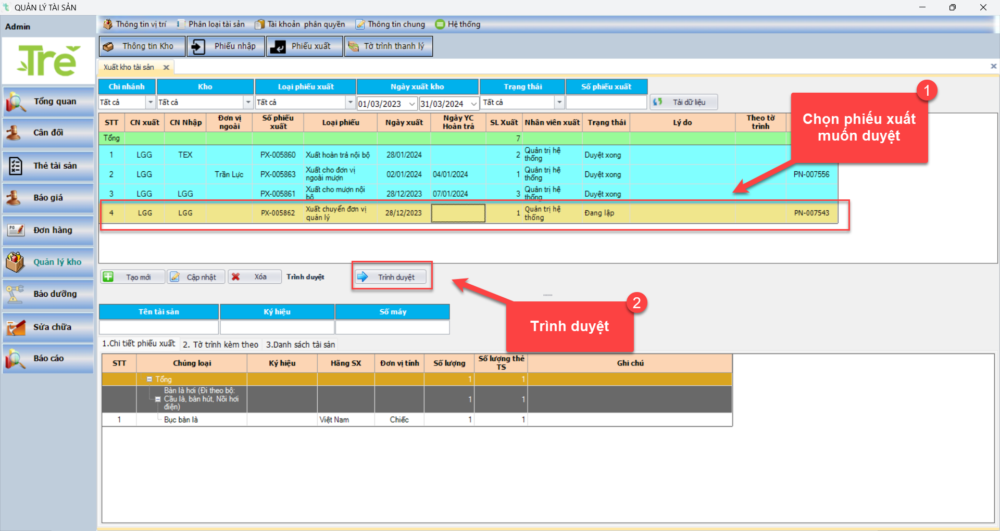 QUẢN LÝ TÀI SẢN
Admin
Thông tin vị trí
Phân loại tài sản
Tài khoản phân quyền
Thông tin chung
Hệ thống
Tre
Thông tin Kho
Phiếu nhập
Phiếu xuất
Tờ trình thanh lý
Xuất kho tài sản
Tổng quan
Cân đối
Thẻ tài sản
Báo giá
Đơn hàng
Quản lý kho
Bảo dưỡng
Sửa chữa
Báo cáo
Chi nhánh Kho Loại phiếu xuất Ngày xuất kho Trạng thái Số phiếu xuất
Tất cả Tất cả Tất cả 01/03/2023 31/03/2024 Tất cả Tải dữ liệu
STT CN xuất CN Nhập Đơn vị ngoài Số phiếu xuất Loại phiếu Ngày xuất Ngày YC Hoàn trả SL Xuất Nhân viên xuất Trạng thái Lý do Theo tờ trình
Tổng 7
1 LGG TEX PX-005860 Xuất hoàn trả nội bộ 28/01/2024 2 Quản trị hệ thống Duyệt xong
2 LGG Trần Lực PX-005863 Xuất cho đơn vị ngoài mượn 02/01/2024 04/01/2024 1 Quản trị hệ thống Duyệt xong PN-007556
3 LGG LGG PX-005861 Xuất cho mượn nội bộ 28/12/2023 07/01/2024 3 Quản trị hệ thống Duyệt xong
4 LGG LGG PX-005862 Xuất chuyển đơn vị quản lý 28/12/2023 1 Quản trị hệ thống Đang lập PN-007543
1
Chọn phiếu xuất
muốn duyệt
Tạo mới Cập nhật Xóa Trình duyệt Trình duyệt
2
Trình duyệt
Tên tài sản Ký hiệu Số máy
1.Chi tiết phiếu xuất 2. Tờ trình kèm theo 3.Danh sách tài sản
STT Chủng loại Ký hiệu Hãng SX Đơn vị tính Số lượng Số lượng thẻ TS Ghi chú
Tổng 1 1
Bàn là hơi (Đi theo bộ:
Cầu là, bàn hút, Nồi hơi 1 1
điện)
1 Bục bàn là Việt Nam Chiếc 1 1